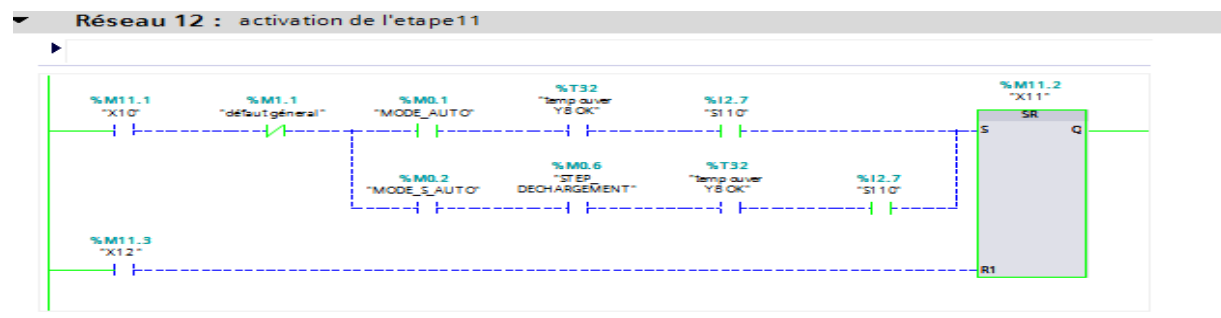 Réseau 12 : activation de l'etape11
%M11.1
"X10"
%M1.1
"défaut général"
%M0.1
"MODE_AUTO"
%T32
"temp ouver
Y8 OK"
%I2.7
"S110"
%M11.2
"X11"
SR
S
Q
%M0.2
"MODE_S_AUTO"
%M0.6
"STEP_
DECHARGEMENT"
%T32
"temp ouver
Y8 OK"
%I2.7
"S110"
%M11.3
"X12"
R1